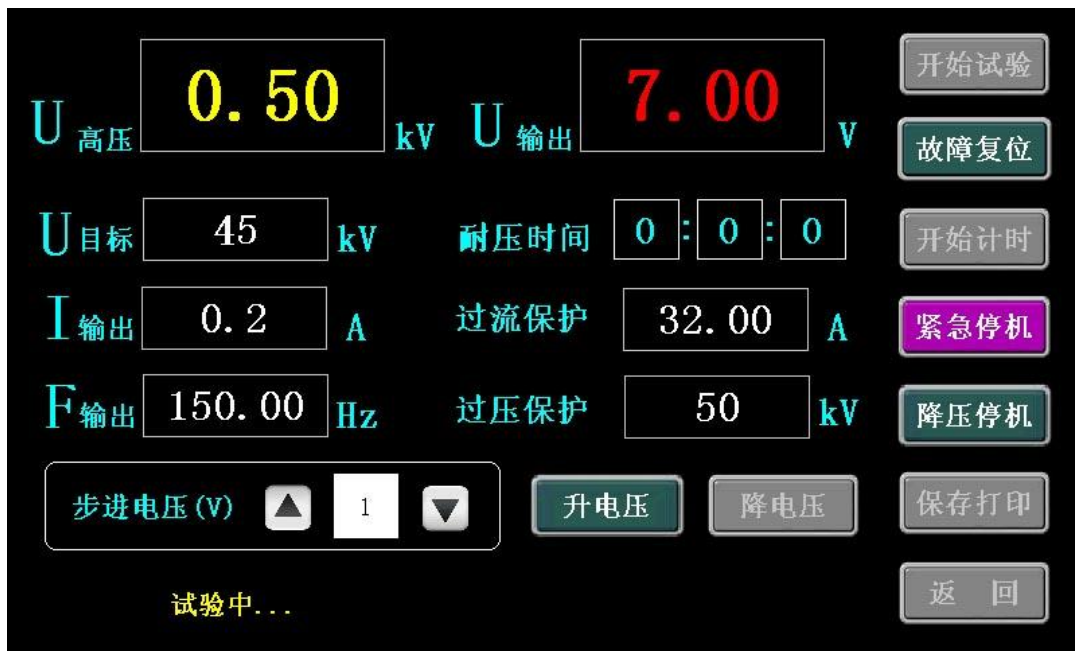 U高压 0.50 kV U输出 7.00 V 开始试验
故障复位
U目标 45 kV 耐压时间 0:0:0 开始计时
I输出 0.2 A 过流保护 32.00 A 紧急停机
F输出 150.00 Hz 过压保护 50 kV 降压停机
步进电压(V) 1 升电压 降电压 保存打印
试验中... 返 回